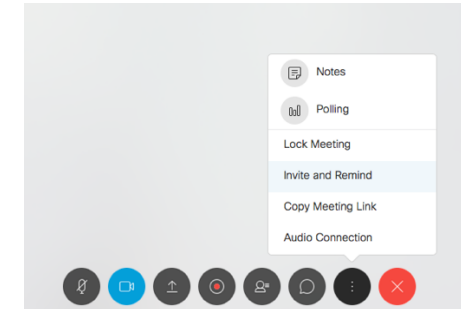 Notes
Polling
Lock Meeting
Invite and Remind
Copy Meeting Link
Audio Connection